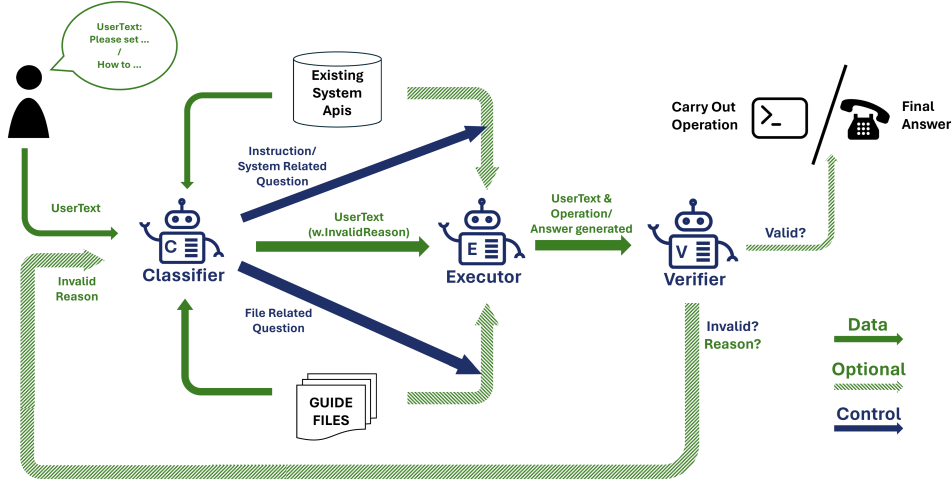 UserText:
Please set ...
/
How to ...
Existing
System
Apis
Carry Out
Operation
>_
Final
Answer
Instruction/
System Related
Question
UserText
UserText
(w.InvalidReason)
UserText &
Operation/
Answer generated
Valid?
C
Classifier
E
Executor
V
Verifier
Invalid
Reason
File Related
Question
Invalid?
Reason?
GUIDE
FILES
Data
Optional
Control